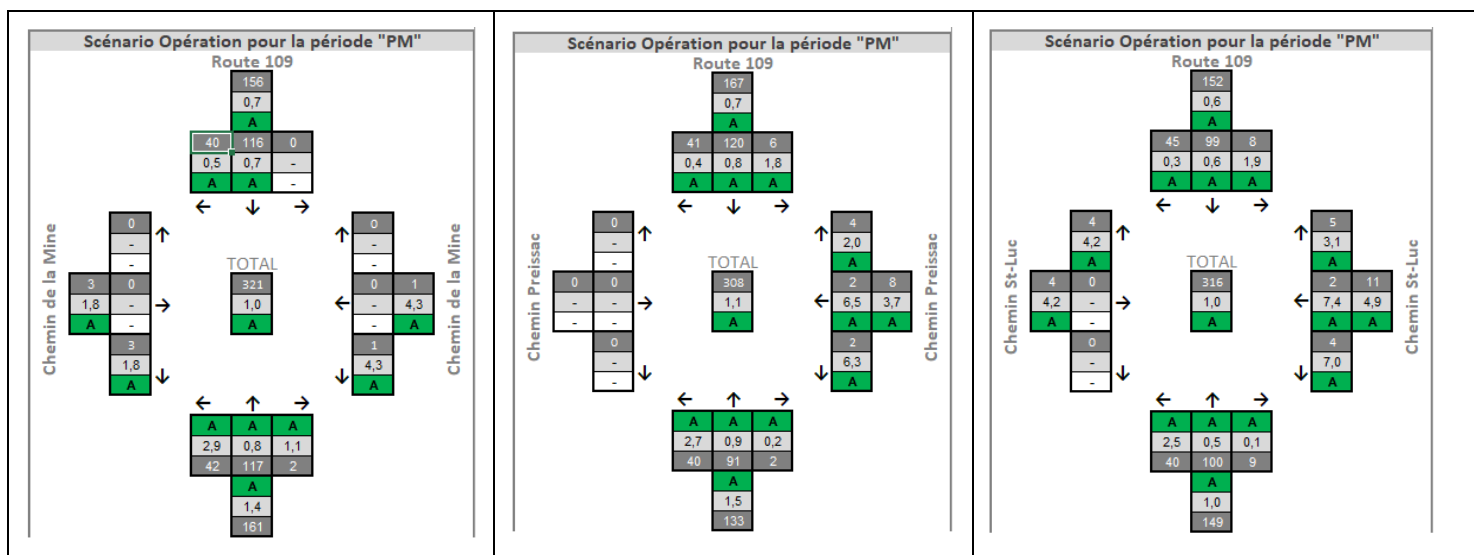 Scénario Opération pour la période "PM"
Route 109
156
0,7
A
40 116 0
0,5 0,7 -
A A -
← ↓ →
Chemin de la Mine
0
-
-
↑
3 0
1,8 -
A -
→
3
1,8
A
↓
TOTAL
321
1,0
A
0
-
-
↑
0 1
- 4,3
- A
←
1
4,3
A
↓
Chemin de la Mine
← ↑ →
A A A
2,9 0,8 1,1
42 117 2
A
1,4
161
Scénario Opération pour la période "PM"
Route 109
167
0,7
A
41 120 6
0,4 0,8 1,8
A A A
← ↓ →
Chemin Preissac
0
-
-
↑
0 0
- -
- -
→
0
-
-
↓
TOTAL
308
1,1
A
4
2,0
A
↑
2 8
6,5 3,7
A A
←
2
6,3
A
↓
Chemin Preissac
← ↑ →
A A A
2,7 0,9 0,2
40 91 2
A
1,5
133
Scénario Opération pour la période "PM"
Route 109
152
0,6
A
45 99 8
0,3 0,6 1,9
A A A
← ↓ →
Chemin St-Luc
4
4,2
A
↑
4 0
4,2 -
A -
→
0
-
-
↓
TOTAL
316
1,0
A
5
3,1
A
↑
2 11
7,4 4,9
A A
←
4
7,0
A
↓
Chemin St-Luc
← ↑ →
A A A
2,5 0,5 0,1
40 100 9
A
1,0
149